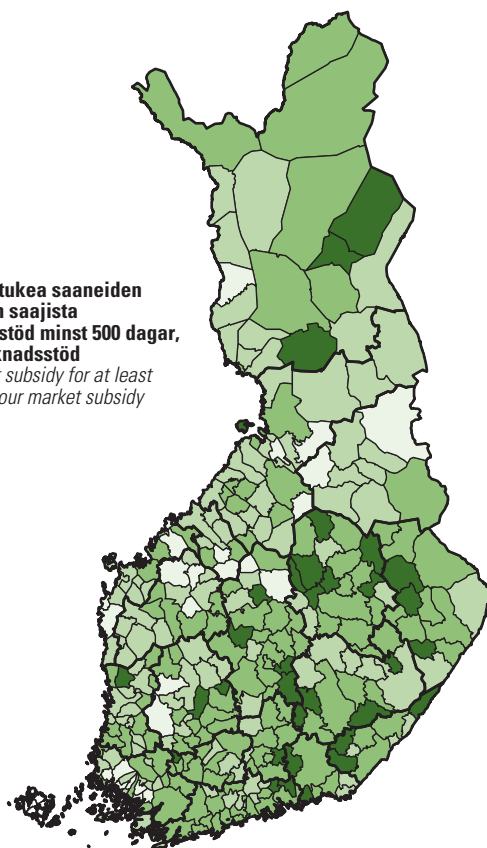 tukea saaneiden
saajista
stöd minst 500 dagar,
knadsstöd
subsidy for at least
our market subsidy